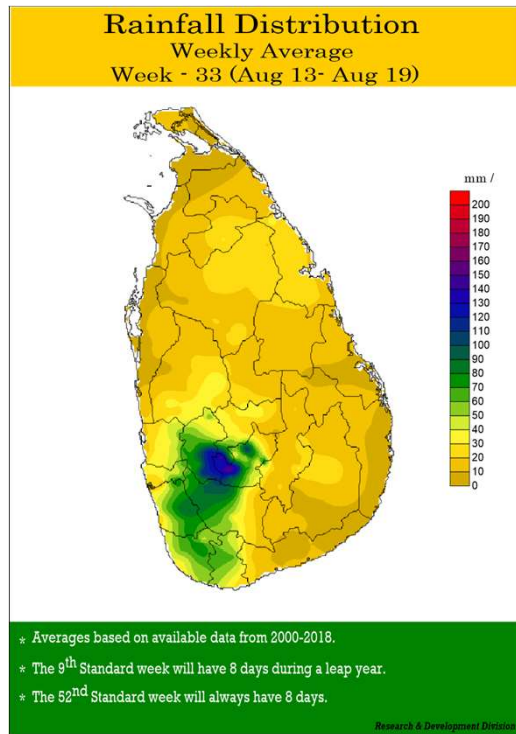 Rainfall Distribution
Weekly Average
Week - 33 (Aug 13- Aug 19)
mm /
200
190
180
170
160
150
140
130
120
110
100
90
80
70
60
50
40
30
20
10
0
* Averages based on available data from 2000-2018.
* The 9th Standard week will have 8 days during a leap year.
* The 52nd Standard week will always have 8 days.
Research & Development Division